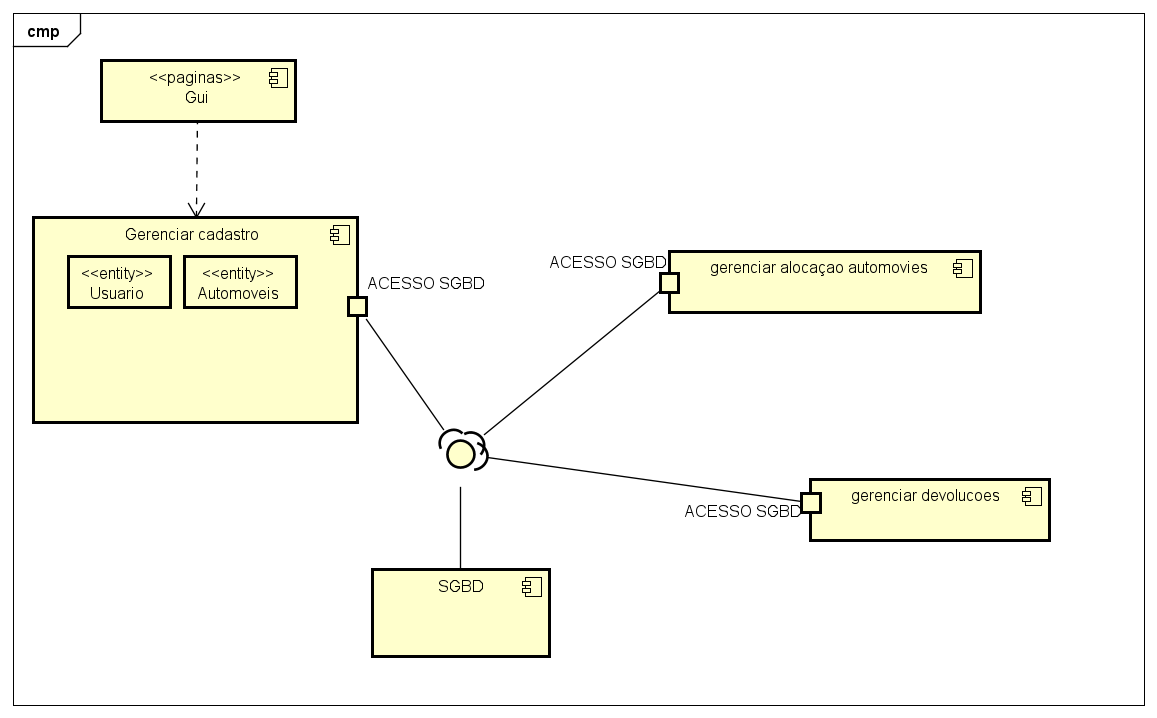 cmp
<<paginas>>
Gui
Gerenciar cadastro
<<entity>>
Usuario
<<entity>>
Automoveis
ACESSO SGBD
ACESSO SGBD
gerenciar alocaçao automovies
gerenciar devolucoes
ACESSO SGBD
SGBD